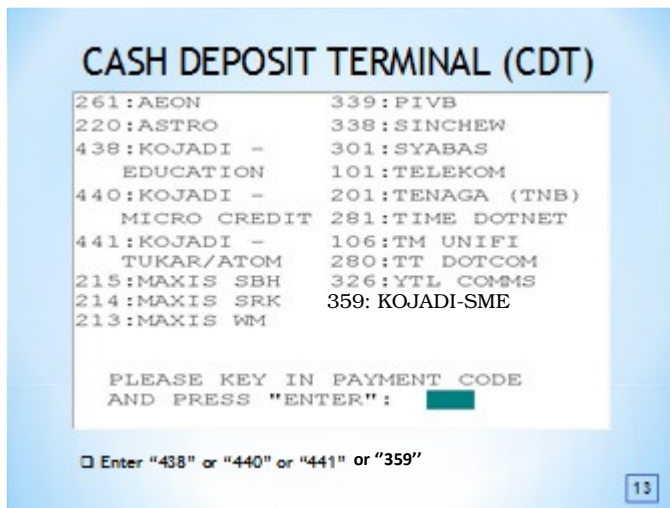 CASH DEPOSIT TERMINAL (CDT)
261:AEON
220:ASTRO
438:KOJADI -
EDUCATION
440:KOJADI -
MICRO CREDIT
441:KOJADI -
TUKAR/ATOM
215:MAXIS SBH
214:MAXIS SRK
213:MAXIS WM
339:PIVB
338:SINCHEW
301:SYABAS
101:TELEKOM
201:TENAGA (TNB)
281:TIME DOTNET
106:TM UNIFI
280:TT DOTCOM
326:YTL COMMS
359: KOJADI-SME
PLEASE KEY IN PAYMENT CODE
AND PRESS "ENTER":
❑ Enter “438” or “440” or “441” or “359”
13